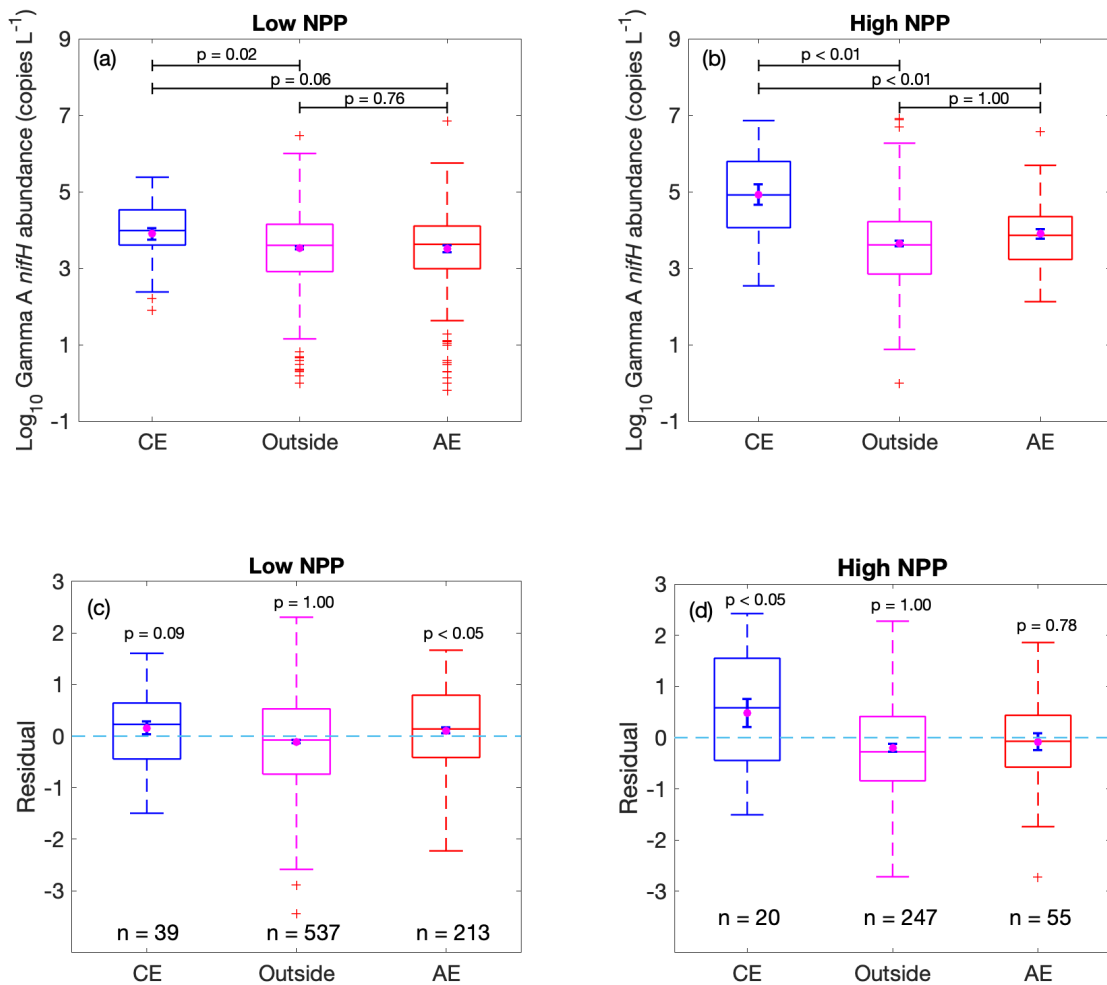 Low NPP
(a)
p = 0.02
p = 0.06
p = 0.76
Log10 Gamma A nifH abundance (copies L-1)
9
7
5
3
1
-1
CE Outside AE
High NPP
(b)
p < 0.01
p < 0.01
p = 1.00
Log10 Gamma A nifH abundance (copies L-1)
9
7
5
3
1
-1
CE Outside AE
Low NPP
(c)
p = 0.09
p = 1.00
p < 0.05
Residual
3
2
1
0
-1
-2
-3
n = 39 n = 537 n = 213
CE Outside AE
High NPP
(d)
p < 0.05
p = 1.00
p = 0.78
Residual
3
2
1
0
-1
-2
-3
n = 20 n = 247 n = 55
CE Outside AE